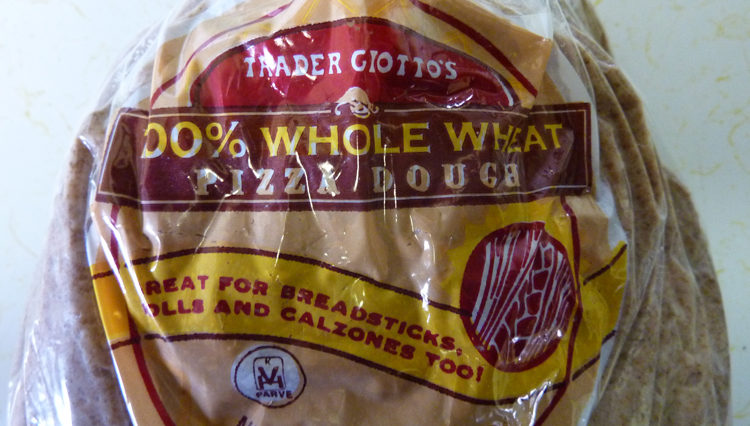 TRADER GIOTTO'S
00% WHOLE WHEAT
PIZZA DOUGH
REAT FOR BREADSTICKS,
OLLS AND CALZONES TOO!
K
PARVE